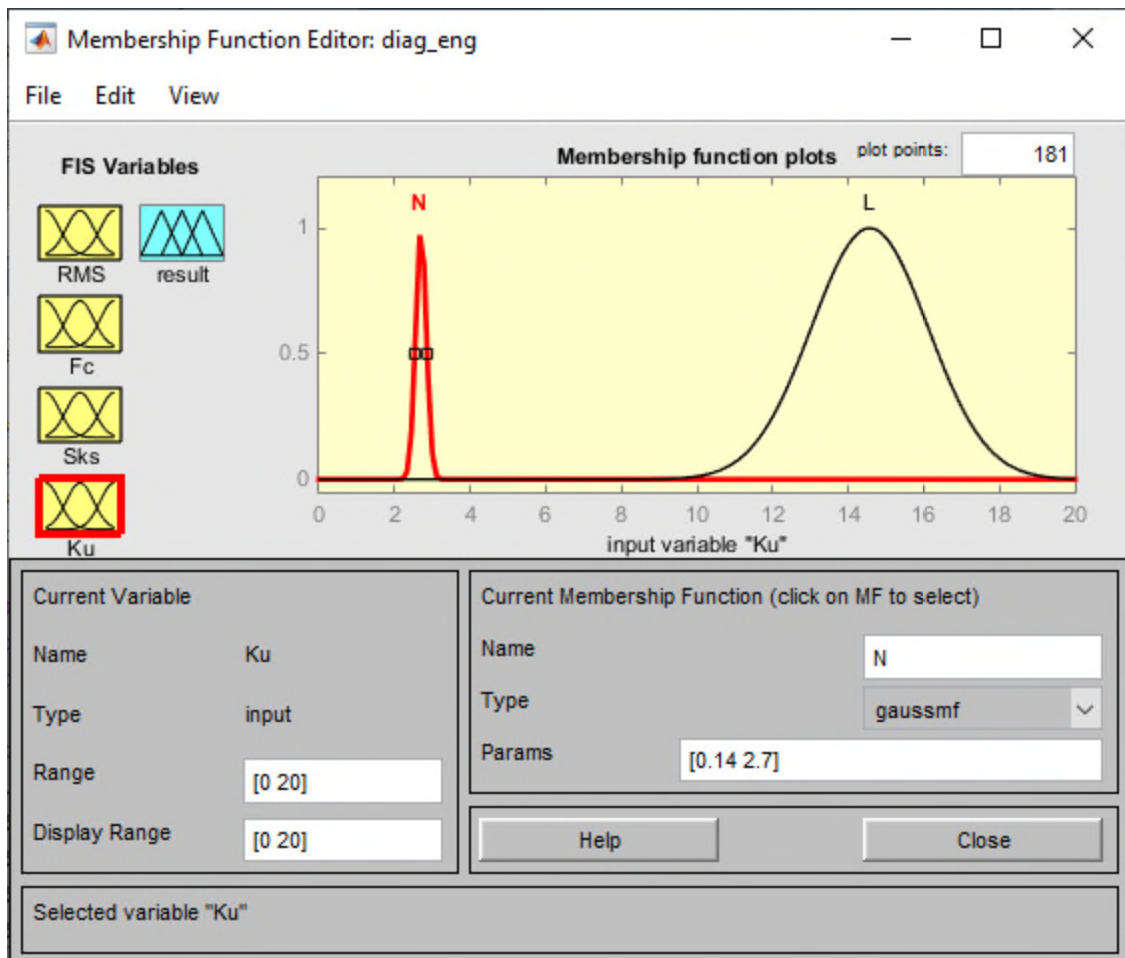 Membership Function Editor: diag_eng
File Edit View
FIS Variables
Membership function plots plot points: 181
RMS result
Fc
Sks
Ku
N L
1
0.5
0
0 2 4 6 8 10 12 14 16 18 20
input variable "Ku"
Current Variable
Name Ku
Type input
Range [0 20]
Display Range [0 20]
Current Membership Function (click on MF to select)
Name N
Type gaussmf
Params [0.14 2.7]
Help Close
Selected variable "Ku"